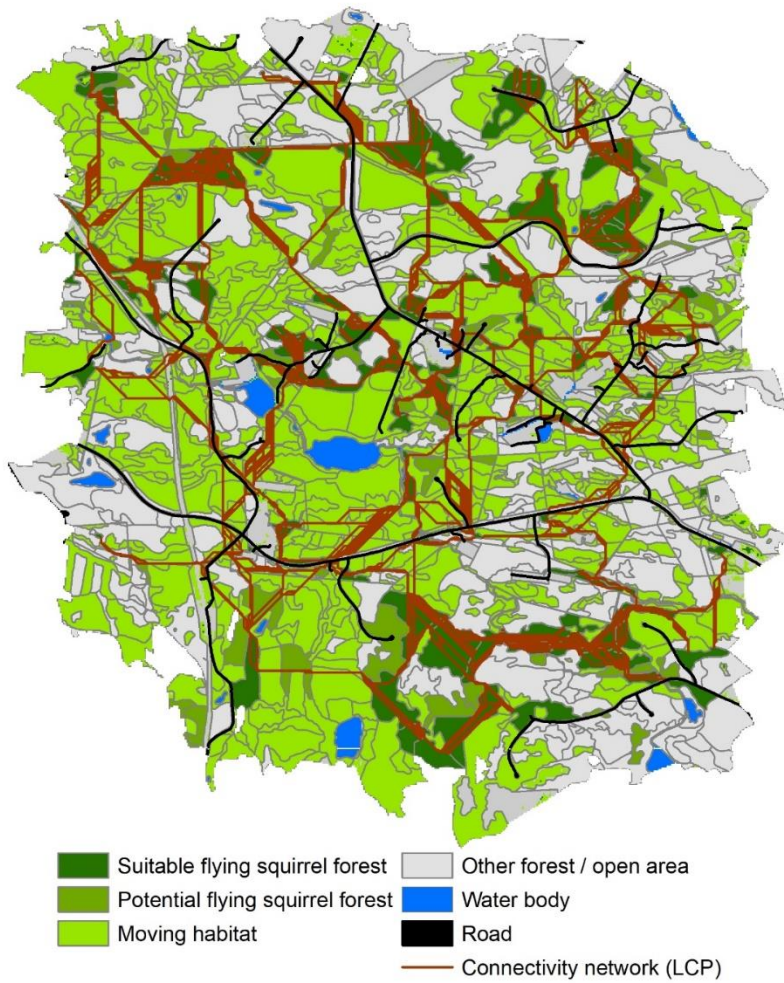 Suitable flying squirrel forest
Potential flying squirrel forest
Moving habitat
Other forest / open area
Water body
Road
Connectivity network (LCP)